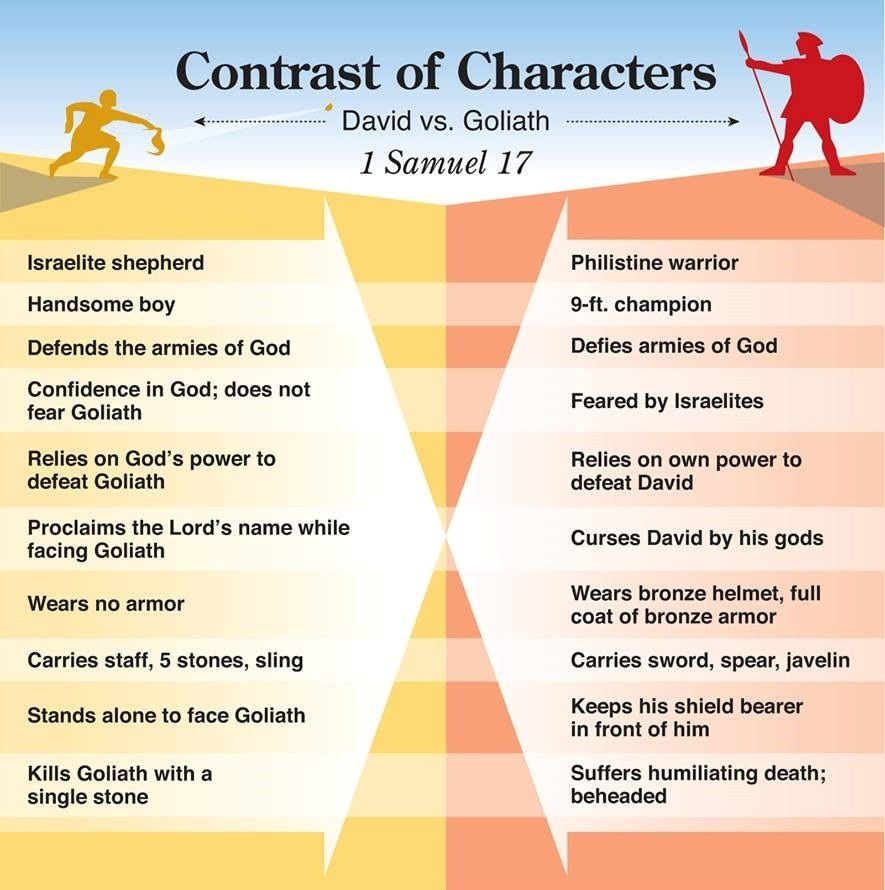 Contrast of Characters
David vs. Goliath
1 Samuel 17
Israelite shepherd
Philistine warrior
Handsome boy
9-ft. champion
Defends the armies of God
Defies armies of God
Confidence in God; does not
fear Goliath
Feared by Israelites
Relies on God’s power to
defeat Goliath
Relies on own power to
defeat David
Proclaims the Lord’s name while
facing Goliath
Curses David by his gods
Wears no armor
Wears bronze helmet, full
coat of bronze armor
Carries staff, 5 stones, sling
Carries sword, spear, javelin
Stands alone to face Goliath
Keeps his shield bearer
in front of him
Kills Goliath with a
single stone
Suffers humiliating death;
beheaded